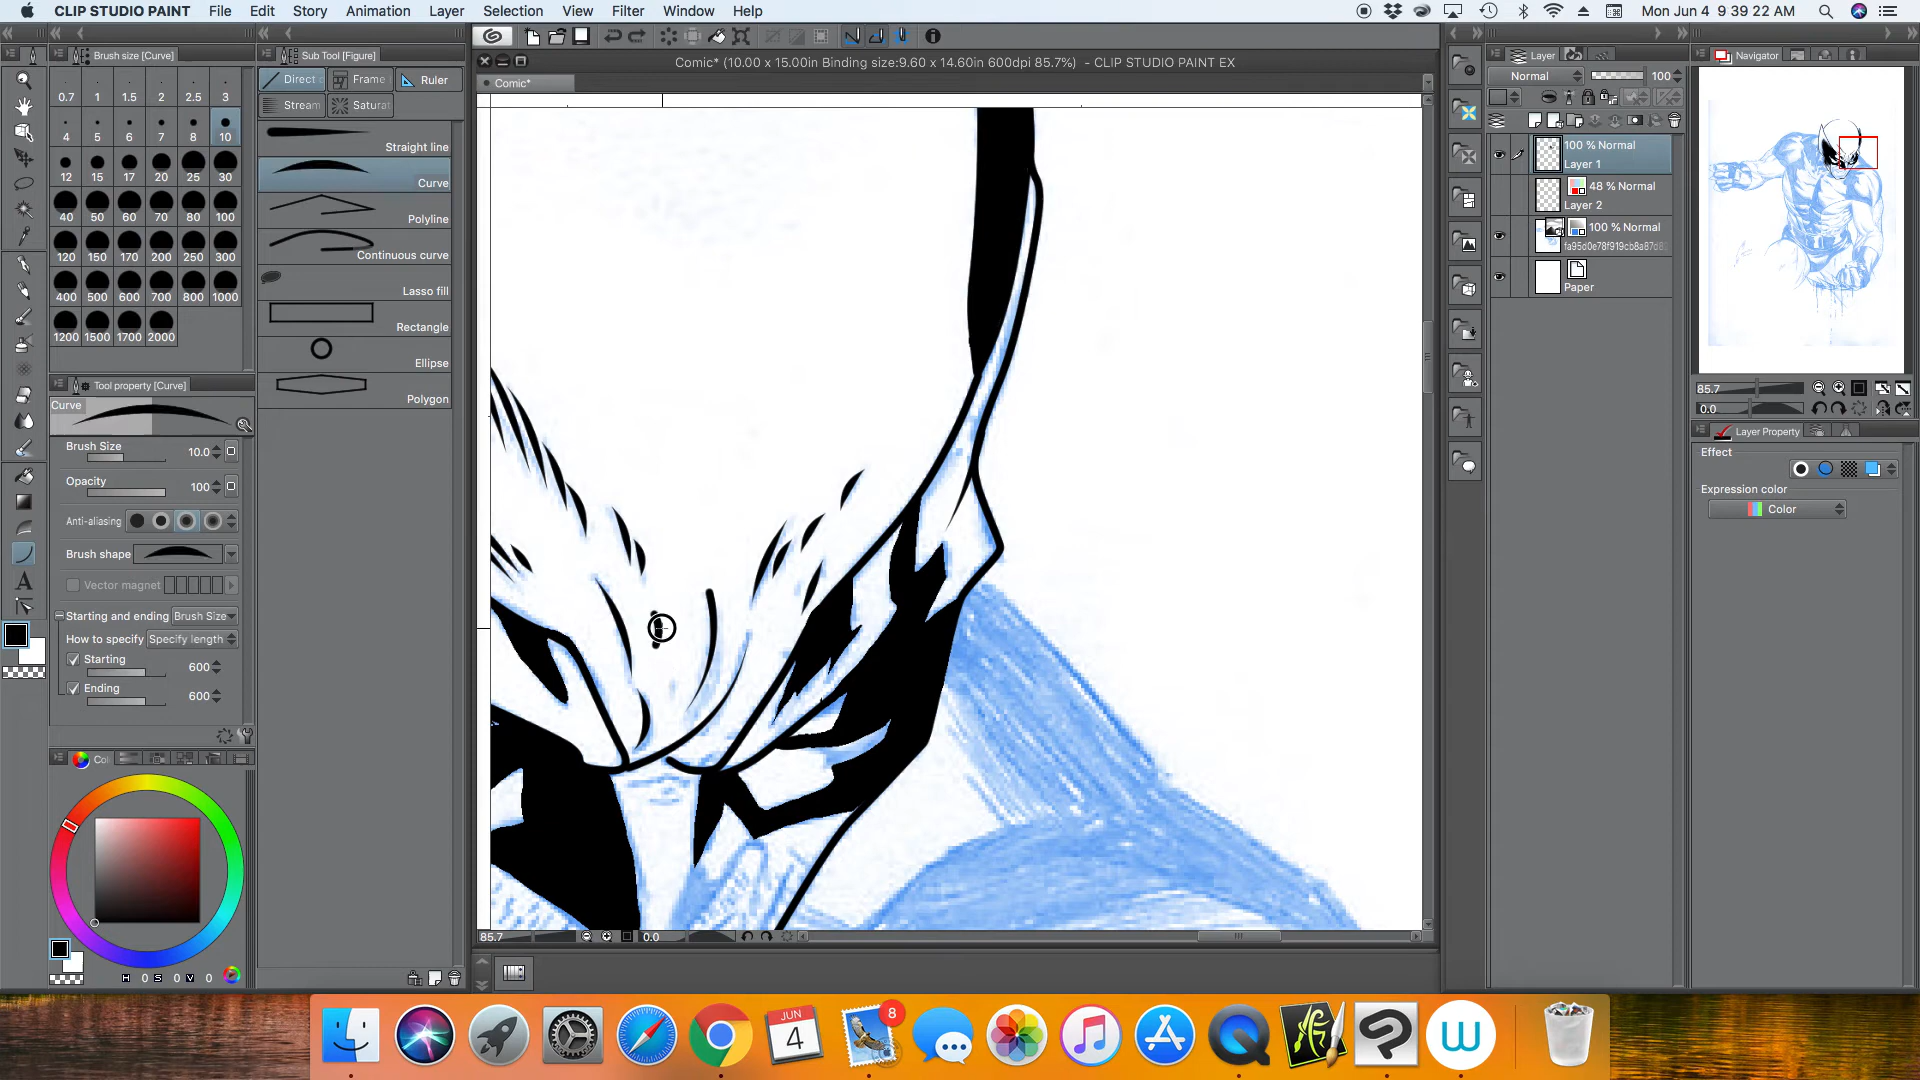 CLIP STUDIO PAINT File Edit Story Animation Layer Selection View Filter Window Help Mon Jun 4 9 39 22 AM
Brush size [Curve]
Sub Tool [Figure]
Comic* (10.00 x 15.00in Binding size:9.60 x 14.60in 600dpi 85.7%) - CLIP STUDIO PAINT EX
Layer
Navigator
Direct
Frame
Ruler
Stream
Saturat
Comic*
Normal
100
0.7 1 1.5 2 2.5 3
4 5 6 7 8 10
12 15 17 20 25 30
40 50 60 70 80 100
120 150 170 200 250 300
400 500 600 700 800 1000
1200 1500 1700 2000
Straight line
Curve
Polyline
Continuous curve
Lasso fill
Rectangle
Ellipse
Polygon
100 % Normal
Layer 1
48 % Normal
Layer 2
100 % Normal
fa95d0e78f919cb8a87d8
Paper
85.7
0.0
Layer Property
Effect
Expression color
Color
Tool property [Curve]
Curve
Brush Size 10.0
Opacity 100
Anti-aliasing
Brush shape
Vector magnet
Starting and ending Brush Size
How to specify Specify length
Starting 600
Ending 600
Co
H 0 S 0 V 0
85.7 0.0
JUN
4
8
W